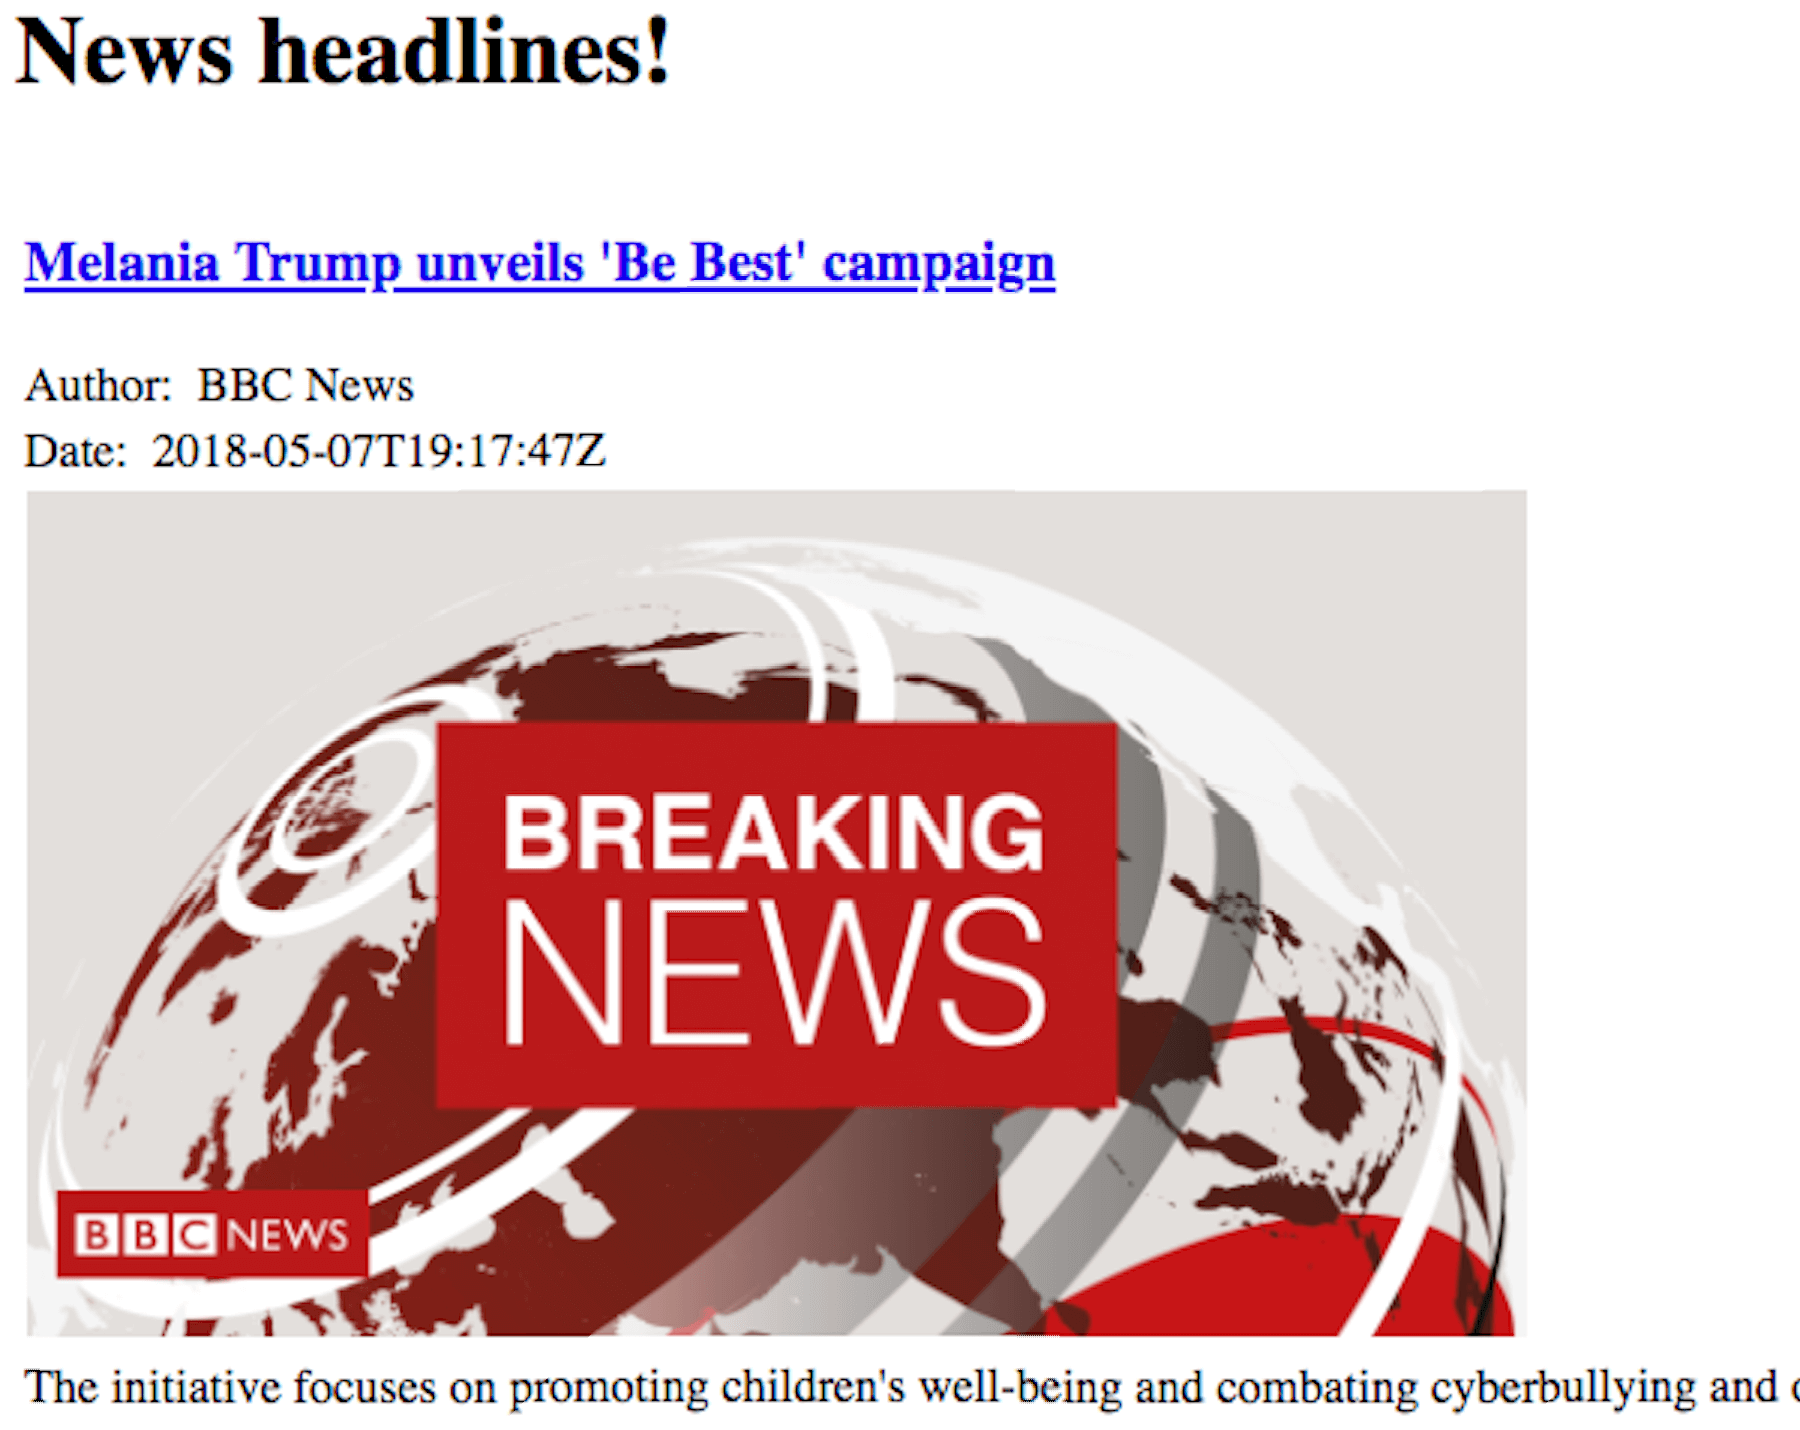 News headlines!
Melania Trump unveils 'Be Best' campaign
Author: BBC News
Date: 2018-05-07T19:17:47Z
BREAKING
NEWS
BBC NEWS
The initiative focuses on promoting children's well-being and combating cyberbullying and